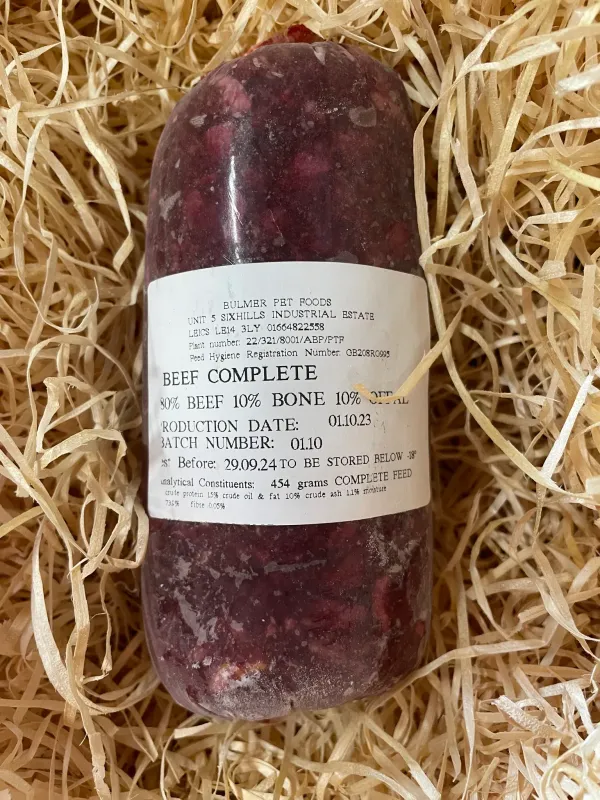 BULMER PET FOODS
UNIT 5 SIXHILLS INDUSTRIAL ESTATE
LEICS LE14 3LY 01664822558
Plant number: 22/321/8001/ABP/PTF
Feed Hygiene Registration Number GB208R0995
BEEF COMPLETE
80% BEEF 10% BONE 10% OFFAL
PRODUCTION DATE: 01.10.23
BATCH NUMBER: 01.10
Before: 29.09.24 TO BE STORED BELOW -18°
Analytical Constituents: 454 grams COMPLETE FEED
crude protein 15% crude oil & fat 10% crude ash 1.1% moisture
fibre 0.05%